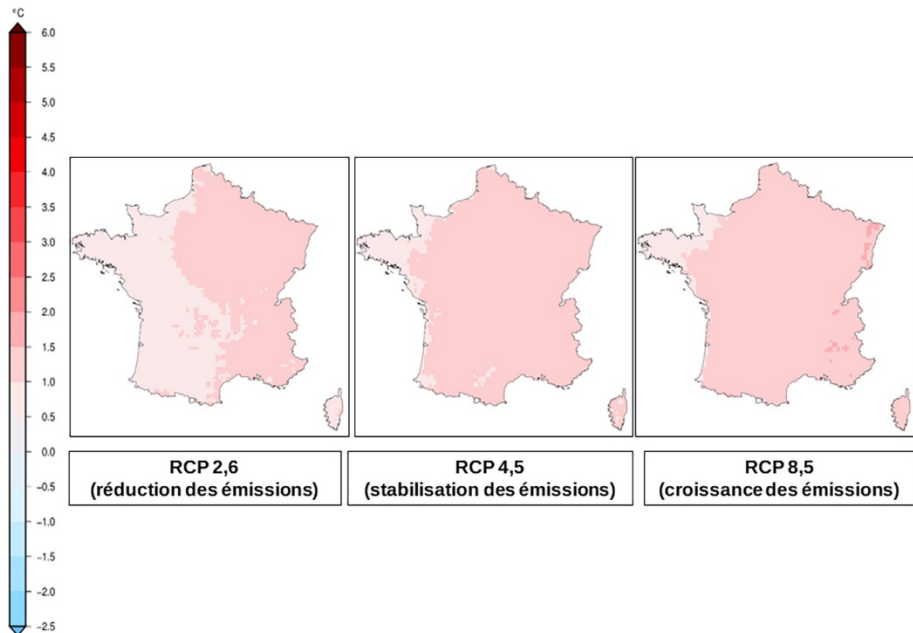 °C
6.0
5.5
5.0
4.5
4.0
3.5
3.0
2.5
2.0
1.5
1.0
0.5
0.0
−0.5
−1.0
−1.5
−2.0
−2.5
RCP 2,6
(réduction des émissions)
RCP 4,5
(stabilisation des émissions)
RCP 8,5
(croissance des émissions)